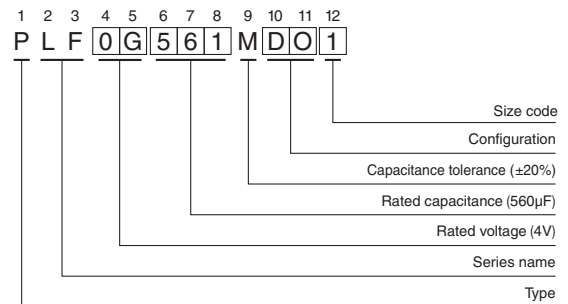 1 2 3 4 5 6 7 8 9 10 11 12
P L F 0 G 5 6 1 M D O 1
Size code
Configuration
Capacitance tolerance (±20%)
Rated capacitance (560µF)
Rated voltage (4V)
Series name
Type